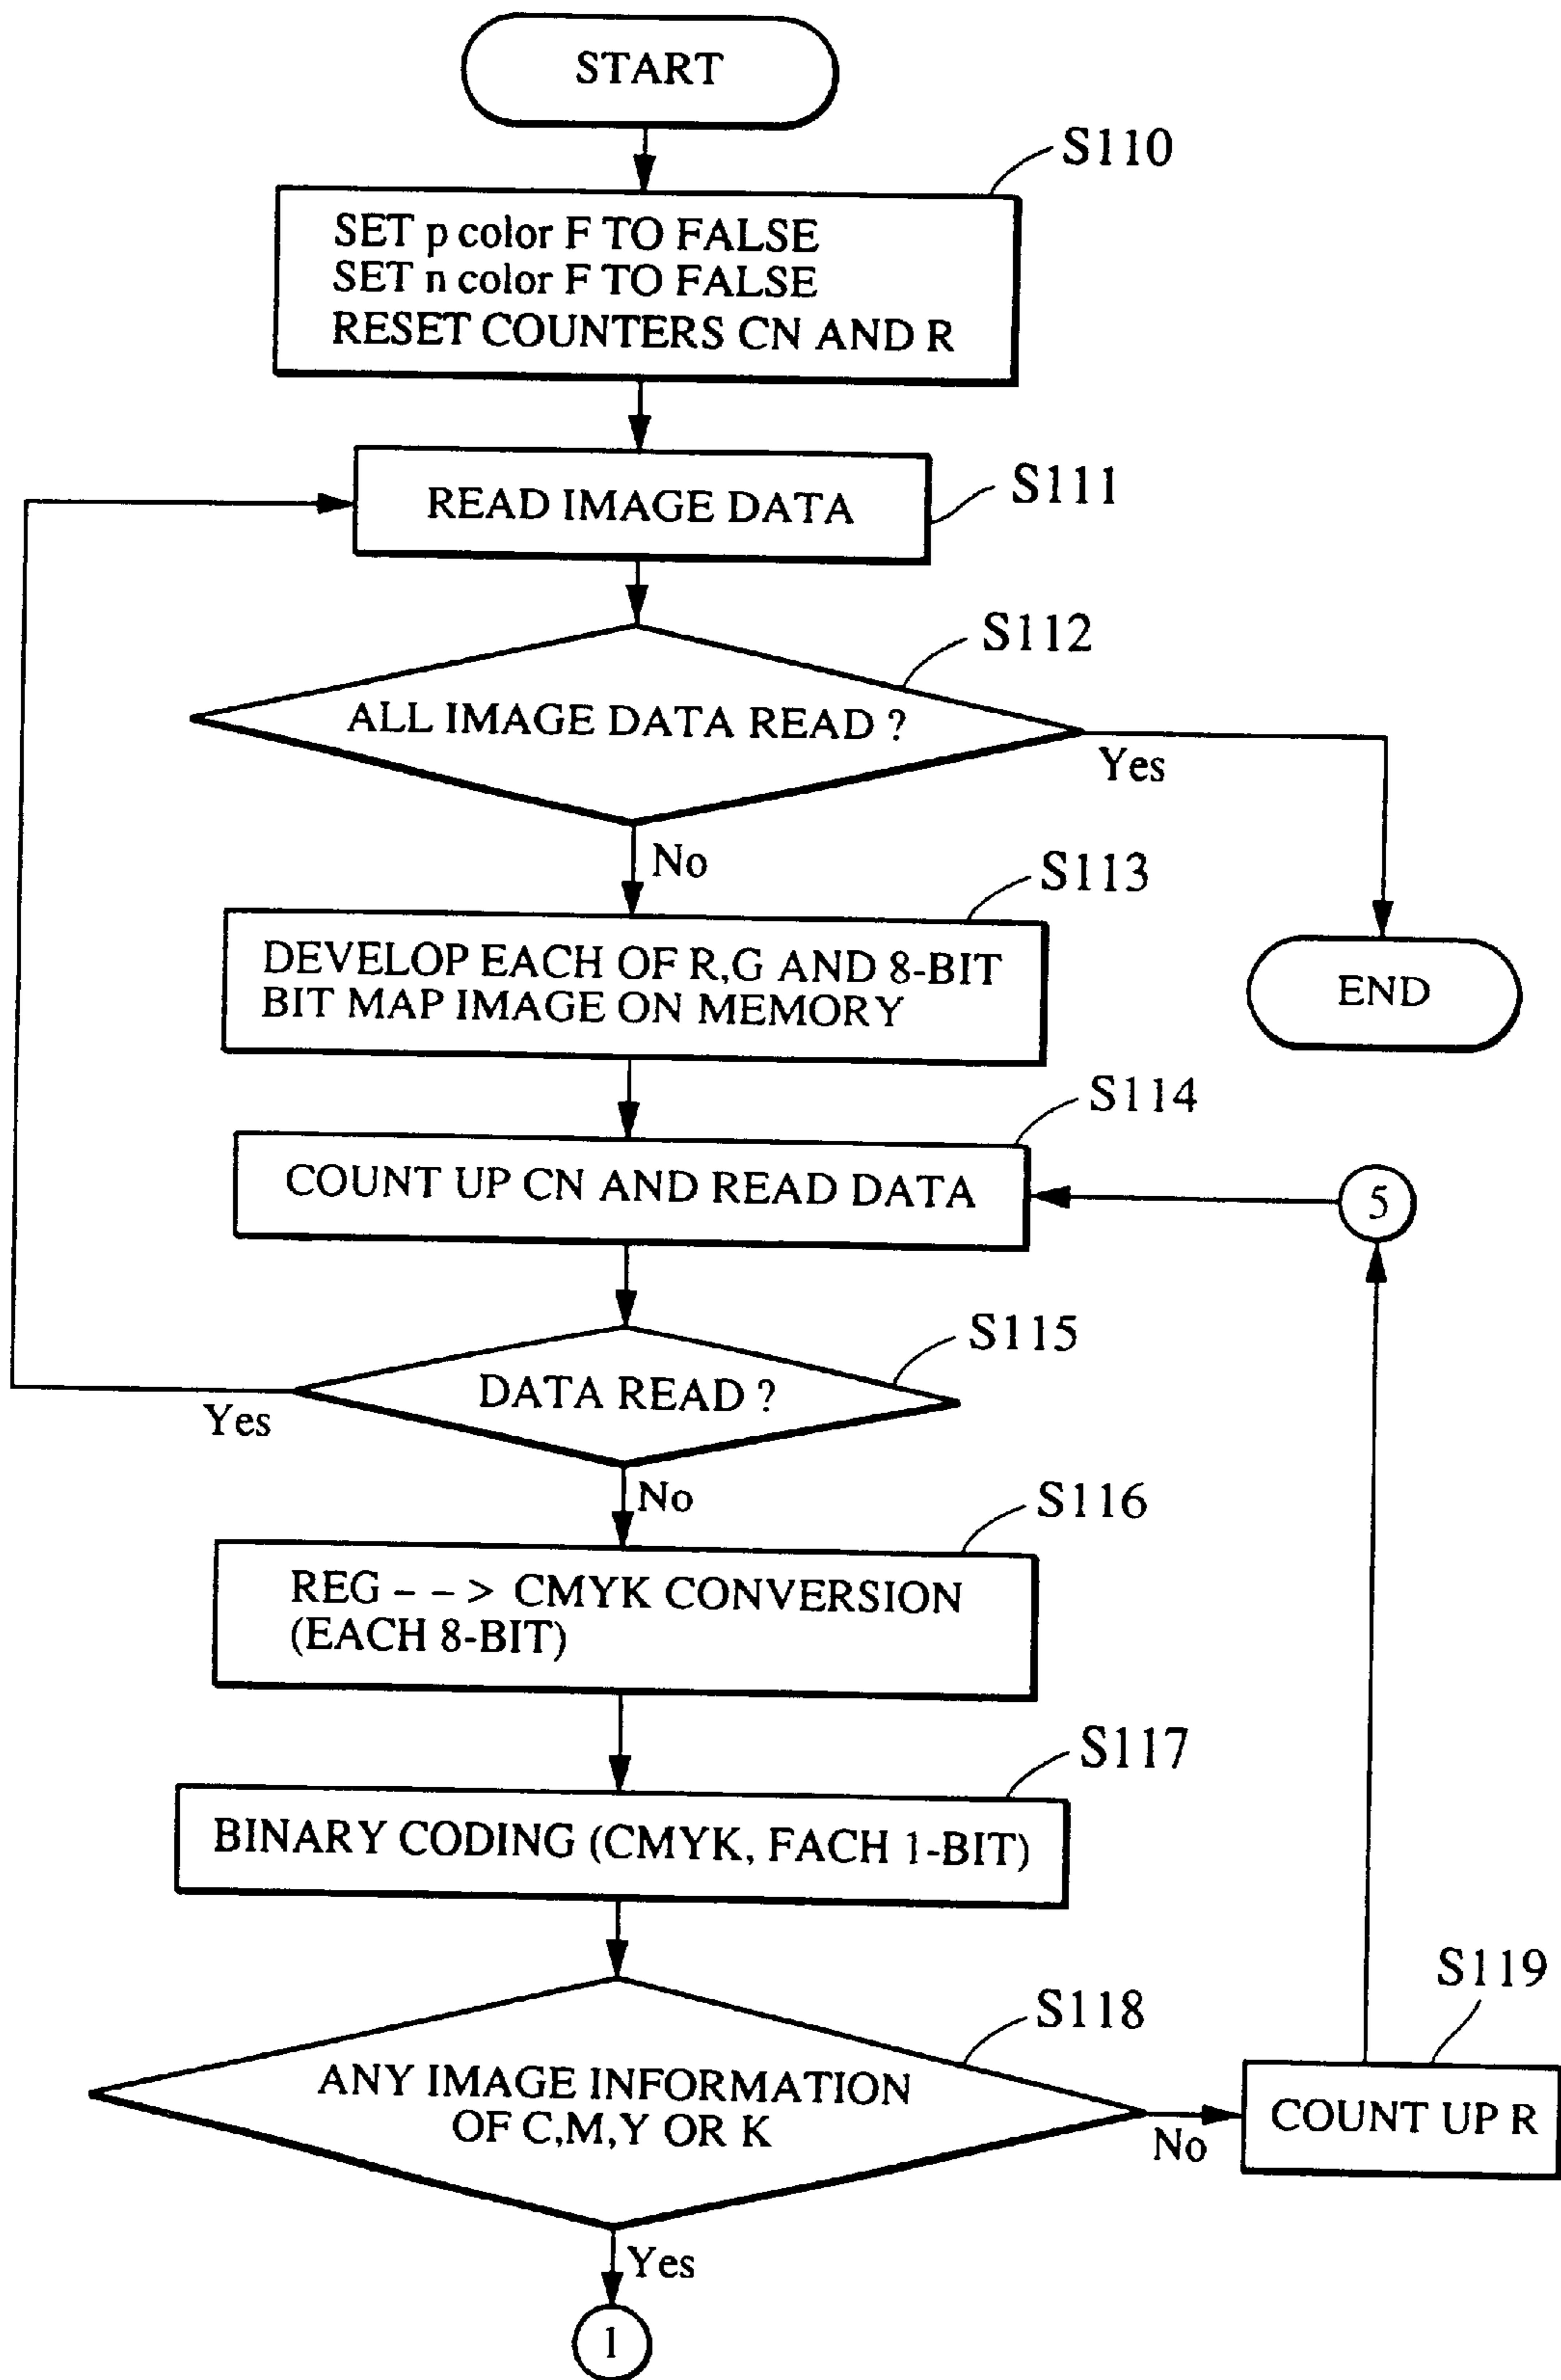 START
S110
SET p color F TO FALSE
SET n color F TO FALSE
RESET COUNTERS CN AND R
S111
READ IMAGE DATA
S112
ALL IMAGE DATA READ ?
Yes
No
S113
DEVELOP EACH OF R,G AND 8-BIT
BIT MAP IMAGE ON MEMORY
END
S114
COUNT UP CN AND READ DATA
5
S115
DATA READ ?
Yes
No
S116
REG – – > CMYK CONVERSION
(EACH 8-BIT)
S117
BINARY CODING (CMYK, FACH 1-BIT)
S118
S119
ANY IMAGE INFORMATION
OF C,M,Y OR K
No
COUNT UP R
Yes
1